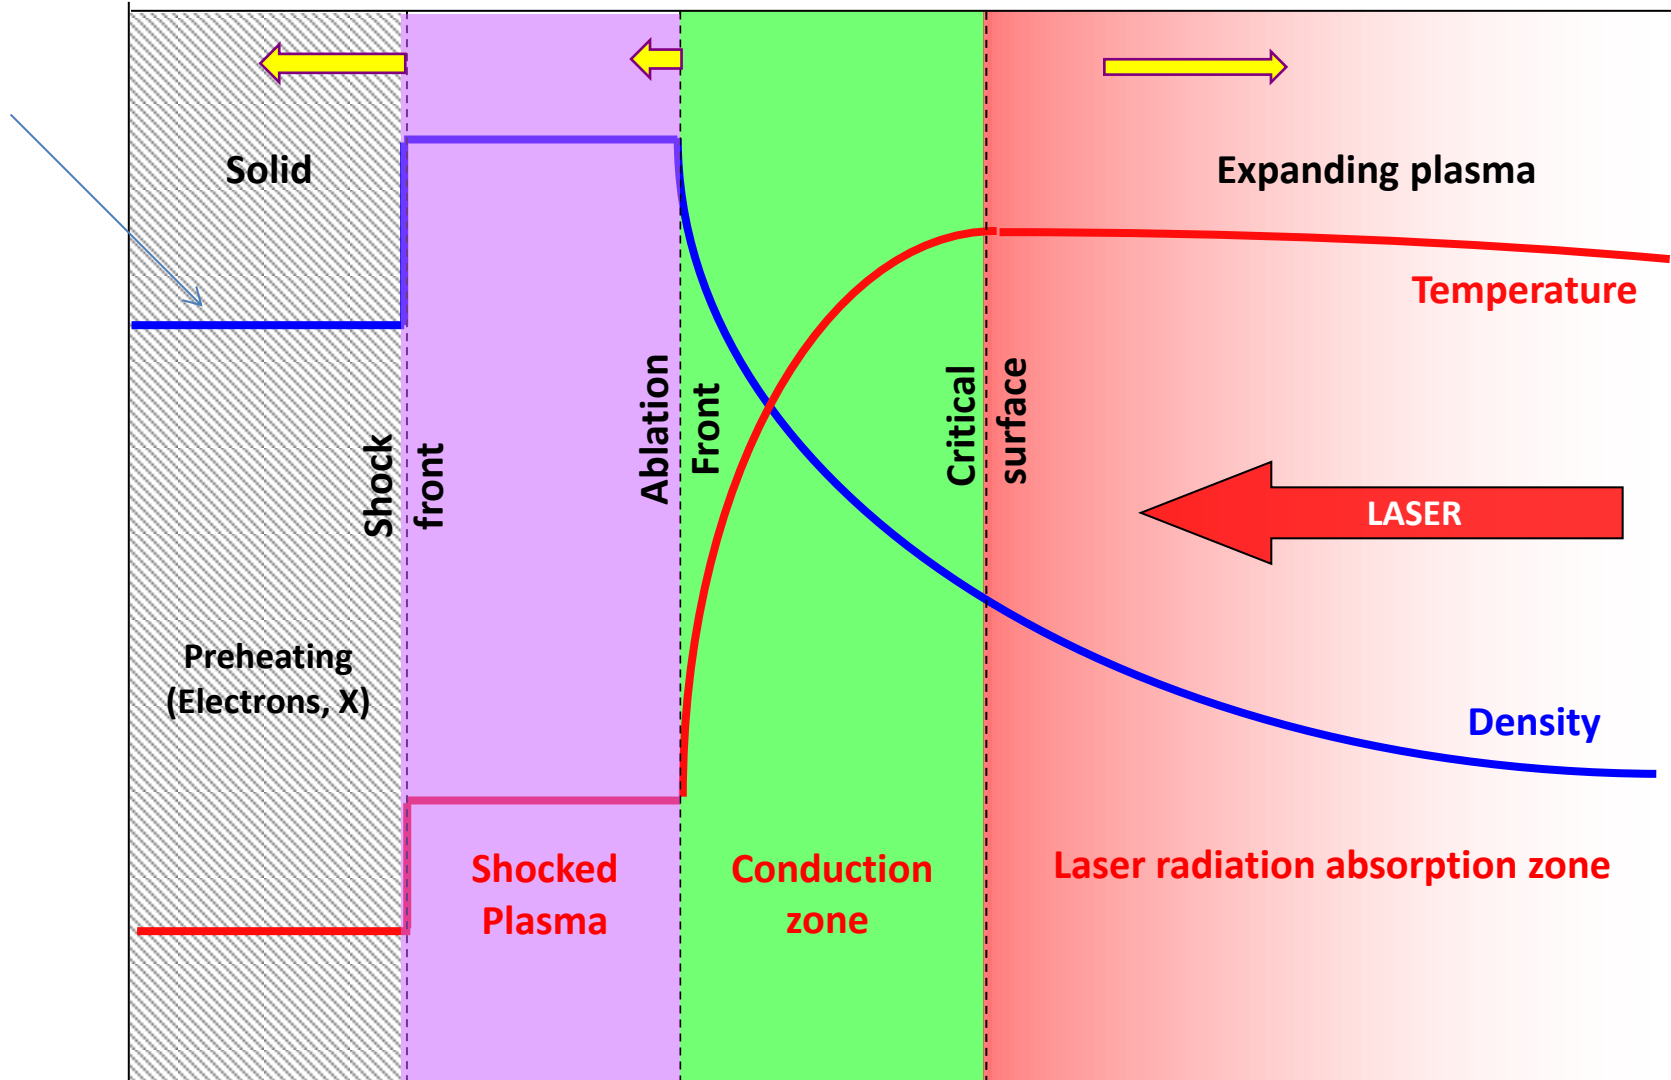 Solid
Expanding plasma
Temperature
Shock
front
Ablation
Front
Critical
surface
LASER
Preheating
(Electrons, X)
Density
Shocked
Plasma
Conduction
zone
Laser radiation absorption zone